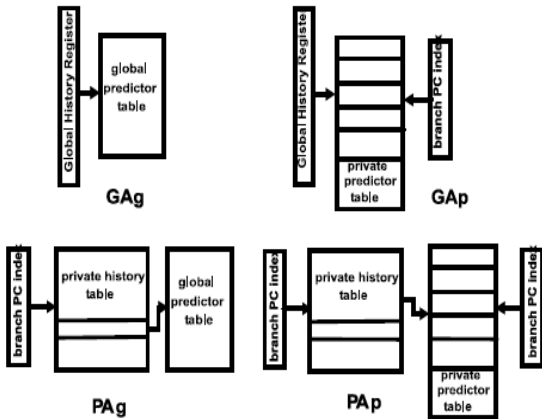 Global History Register
global
predictor
table
GAg
Global History Registe
private
predictor
table
branch PC index
GAp
branch PC index
private history
table
global
predictor
table
PAg
branch PC index
private history
table
private
predictor
table
branch PC index
PAp